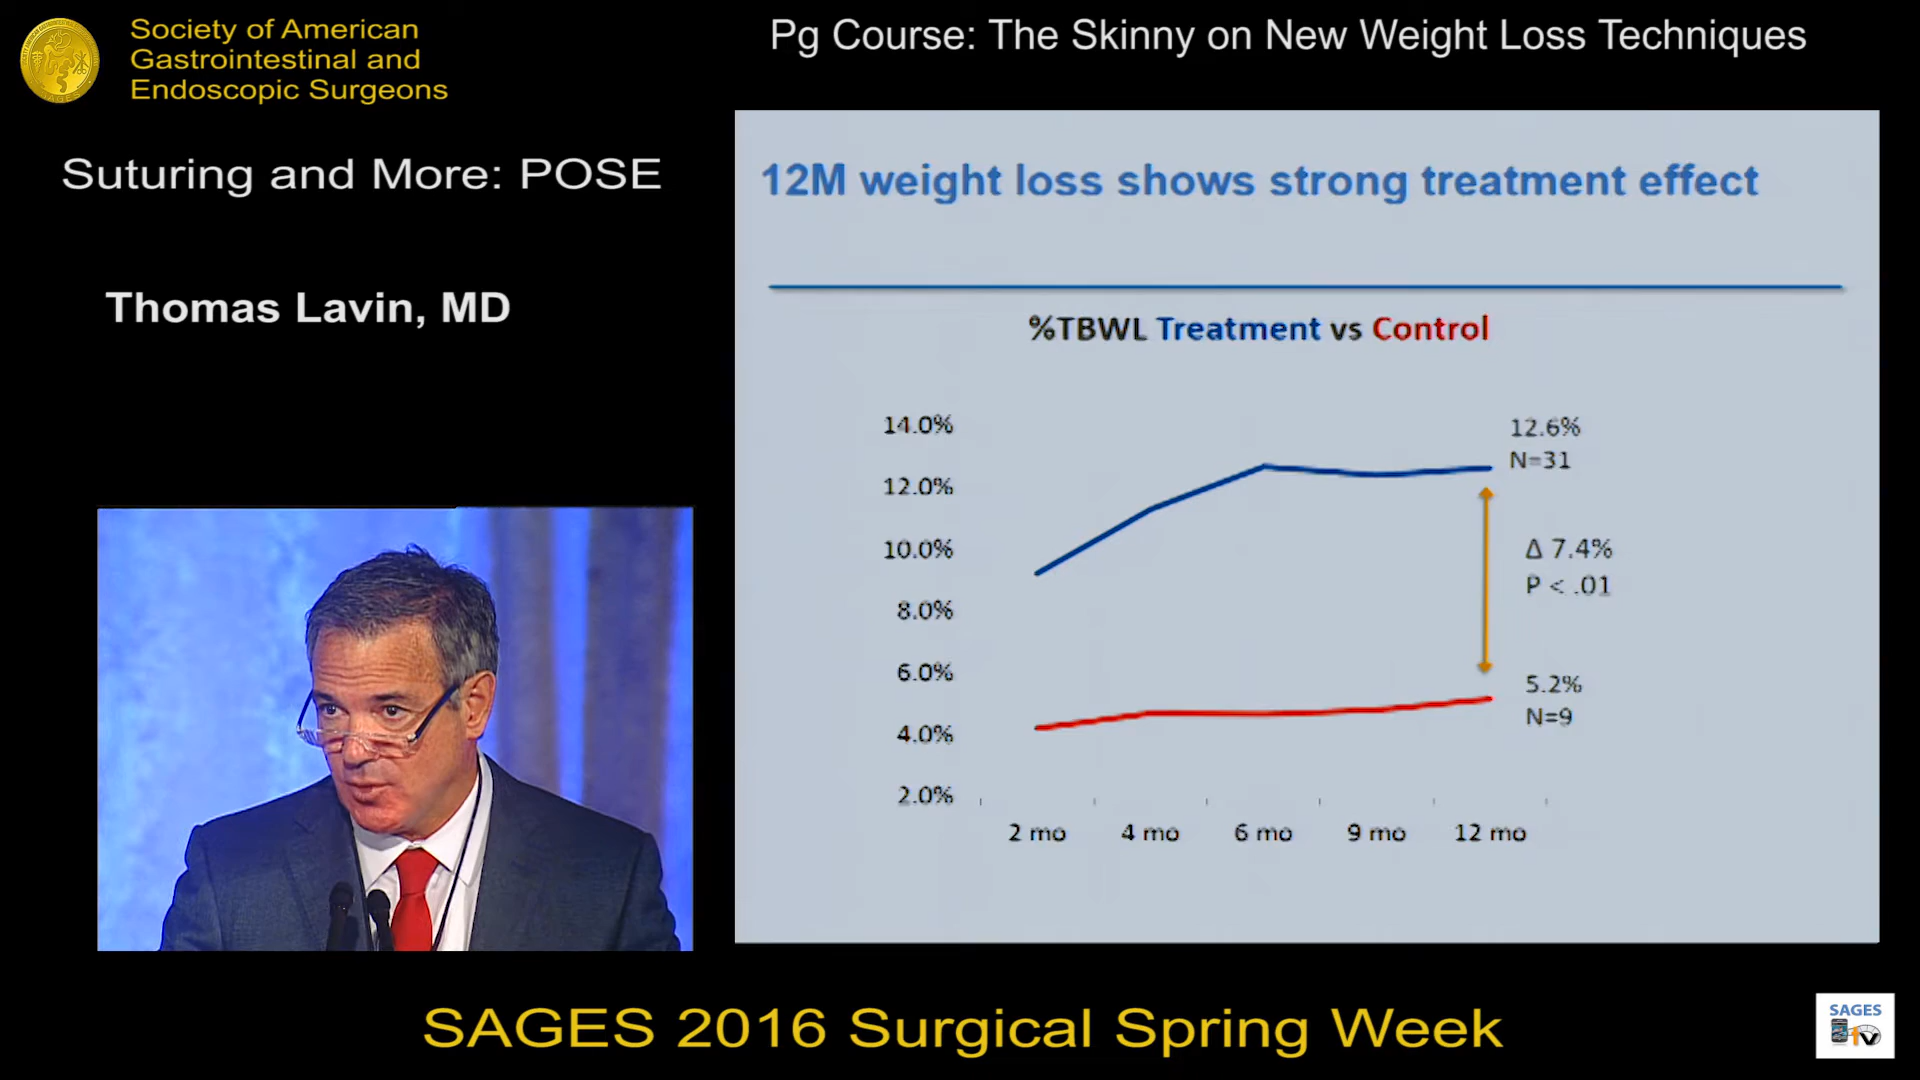 Society of American
Gastrointestinal and
Endoscopic Surgeons
Pg Course: The Skinny on New Weight Loss Techniques
Suturing and More: POSE
Thomas Lavin, MD
12M weight loss shows strong treatment effect
%TBWL Treatment vs Control
14.0%
12.0%
10.0%
8.0%
6.0%
4.0%
2.0%
12.6%
N=31
Δ 7.4%
P < .01
5.2%
N=9
2 mo 4 mo 6 mo 9 mo 12 mo
SAGES 2016 Surgical Spring Week
SAGES
TV